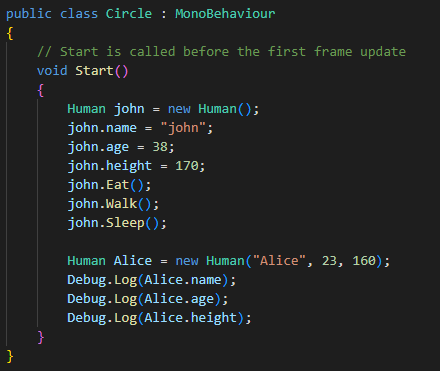 public class Circle : MonoBehaviour
{
    // Start is called before the first frame update
    void Start()
    {
        Human john = new Human();
        john.name = "john";
        john.age = 38;
        john.height = 170;
        john.Eat();
        john.Walk();
        john.Sleep();

        Human Alice = new Human("Alice", 23, 160);
        Debug.Log(Alice.name);
        Debug.Log(Alice.age);
        Debug.Log(Alice.height);
    }
}